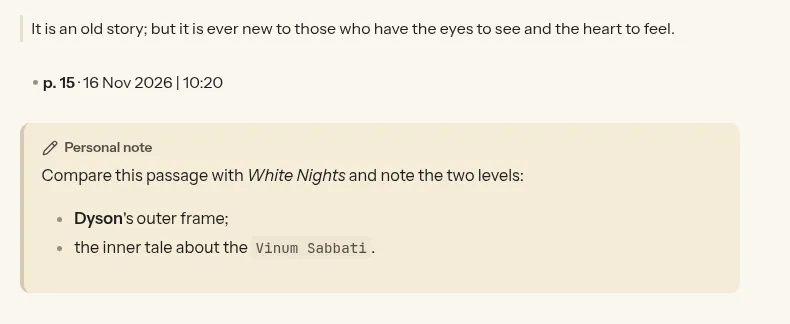 It is an old story; but it is ever new to those who have the eyes to see and the heart to feel.
• p. 15 · 16 Nov 2026 | 10:20
Personal note
Compare this passage with White Nights and note the two levels:
• Dyson's outer frame;
• the inner tale about the Vinum Sabbati.